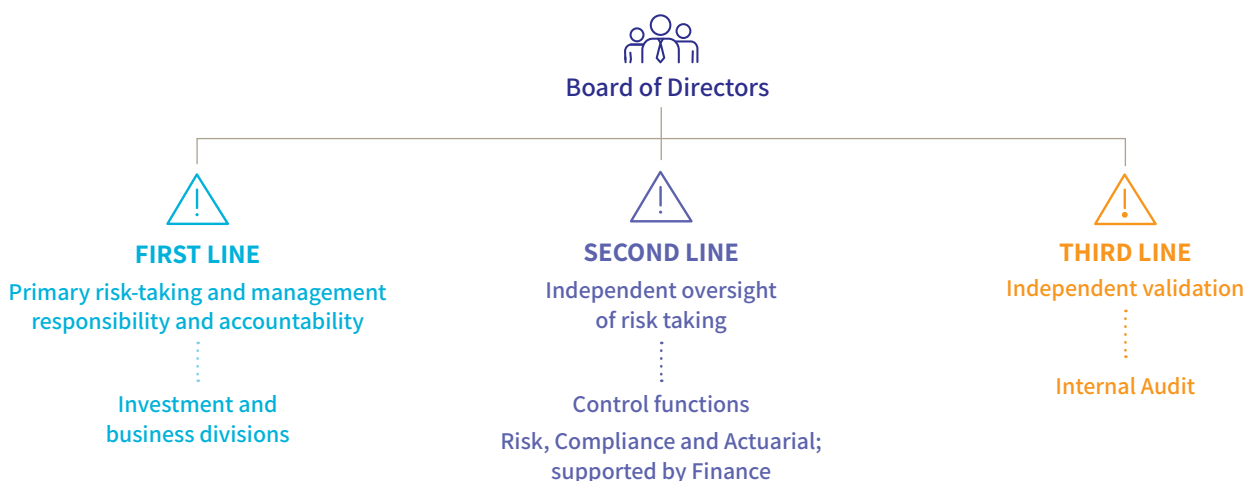 Board of Directors
FIRST LINE
Primary risk-taking and management
responsibility and accountability
Investment and
business divisions
SECOND LINE
Independent oversight
of risk taking
Control functions
Risk, Compliance and Actuarial;
supported by Finance
THIRD LINE
Independent validation
Internal Audit